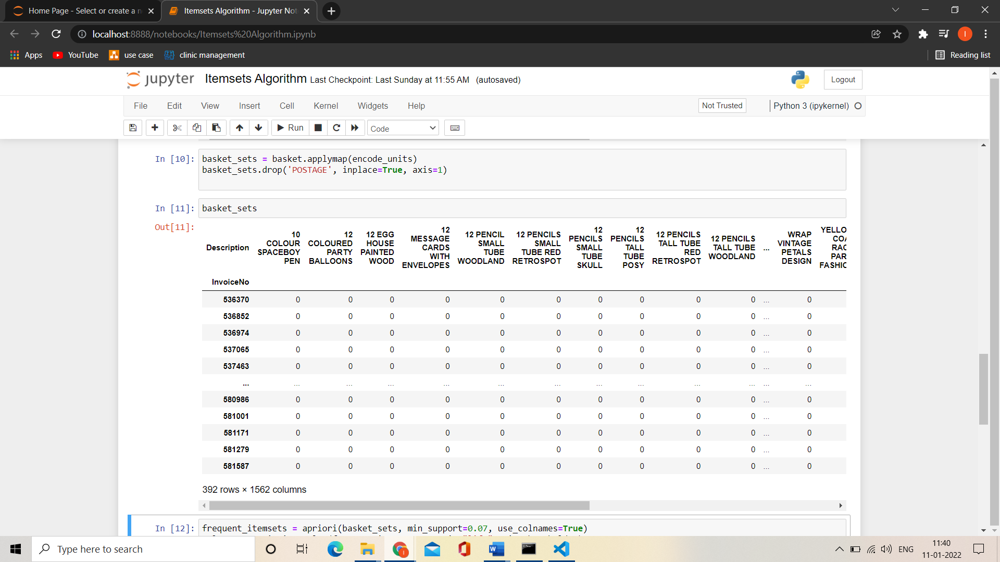 Home Page - Select or create a n
Itemsets Algorithm - Jupyter Not
localhost:8888/notebooks/Itemsets%20Algorithm.ipynb
Apps YouTube use case clinic management Reading list
jupyter Itemsets Algorithm Last Checkpoint: Last Sunday at 11:55 AM (autosaved) Logout
File Edit View Insert Cell Kernel Widgets Help Not Trusted Python 3 (ipykernel)
Run Code
In [10]: basket_sets = basket.applymap(encode_units)
basket_sets.drop('POSTAGE', inplace=True, axis=1)
In [11]: basket_sets
Out[11]:
Description 10 COLOUR SPACEBOY PEN 12 COLOURED PARTY BALLOONS 12 EGG HOUSE PAINTED WOOD 12 MESSAGE CARDS WITH ENVELOPES 12 PENCIL SMALL TUBE WOODLAND 12 PENCILS SMALL TUBE RED RETROSPOT 12 PENCILS SMALL TUBE SKULL 12 PENCILS TALL TUBE POSY 12 PENCILS TALL TUBE RED RETROSPOT 12 PENCILS TALL TUBE WOODLAND ... WRAP VINTAGE PETALS DESIGN YELLO COA RAC PAR FASHIO
InvoiceNo
536370 0 0 0 0 0 0 0 0 0 0 ... 0
536852 0 0 0 0 0 0 0 0 0 0 ... 0
536974 0 0 0 0 0 0 0 0 0 0 ... 0
537065 0 0 0 0 0 0 0 0 0 0 ... 0
537463 0 0 0 0 0 0 0 0 0 0 ... 0
... ... ... ... ... ... ... ... ... ... ... ... ...
580986 0 0 0 0 0 0 0 0 0 0 ... 0
581001 0 0 0 0 0 0 0 0 0 0 ... 0
581171 0 0 0 0 0 0 0 0 0 0 ... 0
581279 0 0 0 0 0 0 0 0 0 0 ... 0
581587 0 0 0 0 0 0 0 0 0 0 ... 0
392 rows × 1562 columns
In [12]: frequent_itemsets = apriori(basket_sets, min_support=0.07, use_colnames=True)
Type here to search
ENG
11:40
11-01-2022